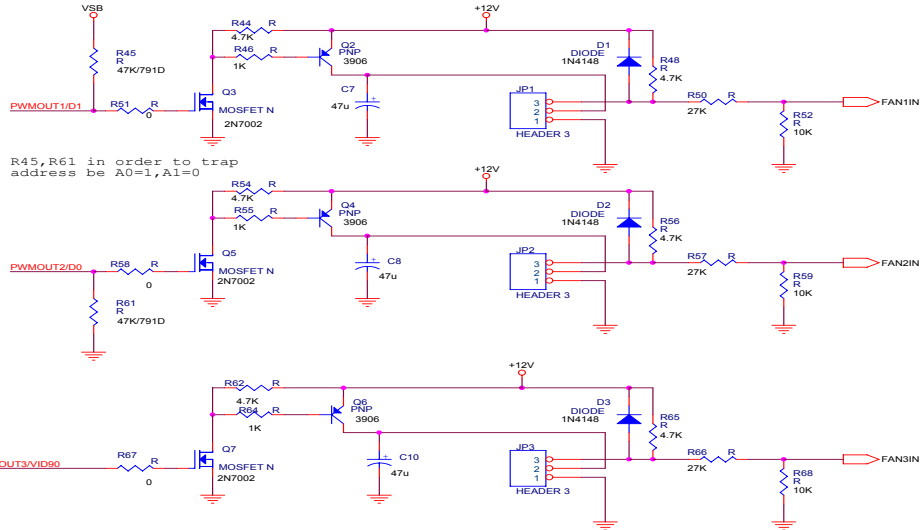 VSB
+12V
R44 R
4.7K
R45
R
47K/791D
R46 R
1K
Q2
PNP
3906
D1
DIODE
1N4148
R48
R
4.7K
Q3
MOSFET N
2N7002
C7
47u
JP1
3
2
1
HEADER 3
PWMOUT1/D1
R51 R
0
R50 R
27K
FAN1IN
R52
R
10K
R45,R61 in order to trap
address be A0=1,A1=0
+12V
R54 R
4.7K
R55 R
1K
Q4
PNP
3906
D2
DIODE
1N4148
R56
R
4.7K
Q5
MOSFET N
2N7002
C8
47u
JP2
3
2
1
HEADER 3
PWMOUT2/D0
R58 R
0
R57 R
27K
FAN2IN
R59
R
10K
R61
R
47K/791D
+12V
R62 R
4.7K
R64 R
1K
Q6
PNP
3906
D3
DIODE
1N4148
R65
R
4.7K
Q7
MOSFET N
2N7002
C10
47u
JP3
3
2
1
HEADER 3
OUT3/VID90
R67 R
0
R66 R
27K
FAN3IN
R68
R
10K